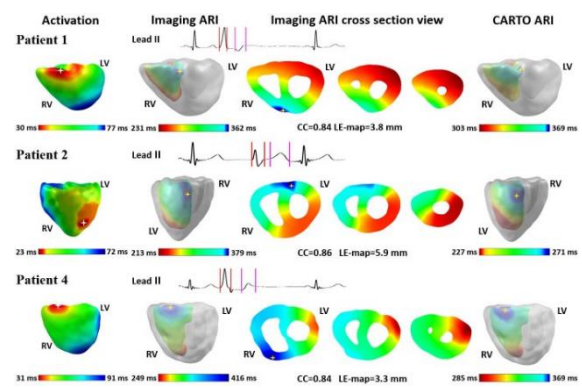 Activation Imaging ARI Imaging ARI cross section view CARTO ARI
Patient 1 Lead II
LV LV LV
RV RV RV RV
30 ms 77 ms 231 ms 362 ms CC=0.84 LE-map=3.8 mm 303 ms 369 ms
Patient 2 Lead II
LV RV LV RV
RV LV RV LV
23 ms 72 ms 213 ms 379 ms CC=0.86 LE-map=5.9 mm 227 ms 271 ms
Patient 4 Lead II
LV LV LV LV
RV RV RV RV
31 ms 91 ms 249 ms 416 ms CC=0.84 LE-map=3.3 mm 285 ms 369 ms